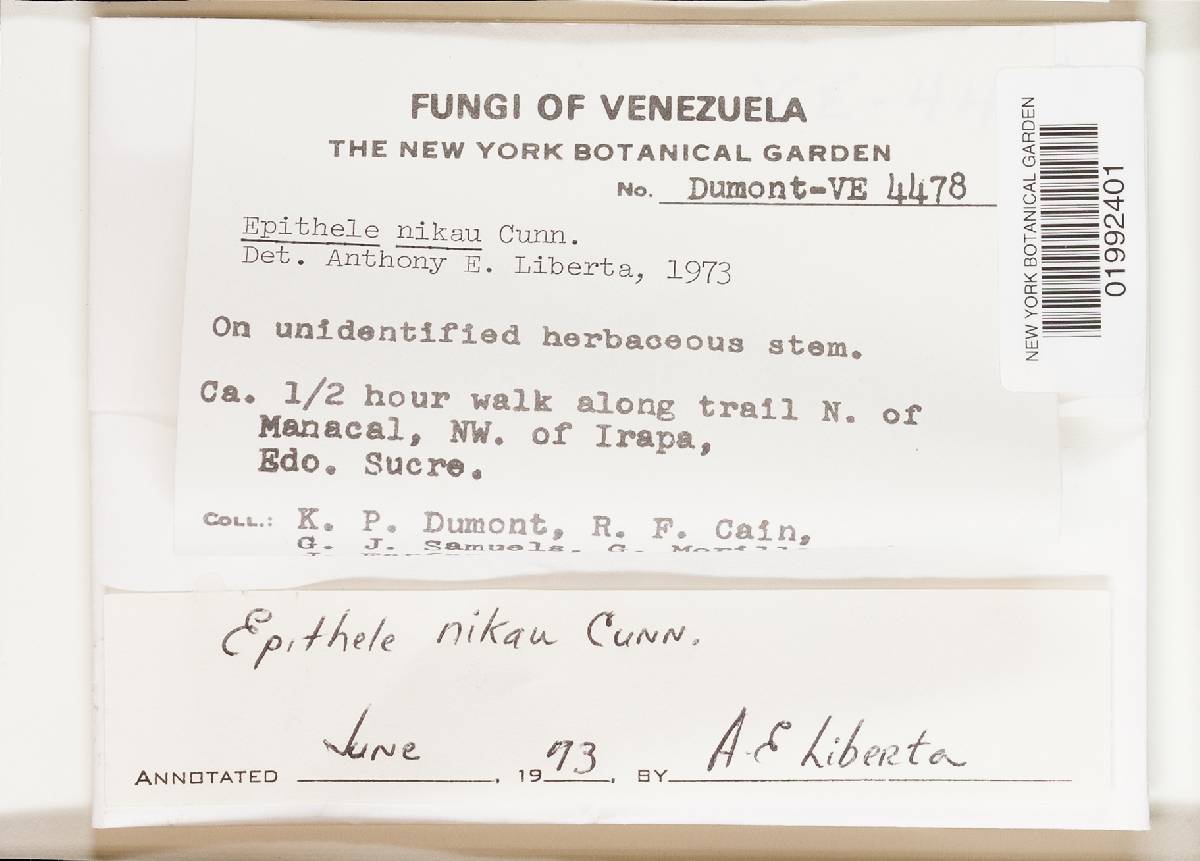 FUNGI OF VENEZUELA
THE NEW YORK BOTANICAL GARDEN
No. Dumont-VE 4478
Epithele nikau Cunn.
Det. Anthony E. Liberta, 1973
On unidentified herbaceous stem.
Ca. 1/2 hour walk along trail N. of
Manacal, NW. of Irapa,
Edo. Sucre.
COLL.: K. P. Dumont, R. F. Cain,
G. J. Samuels, G.
NEW YORK BOTANICAL GARDEN
01992401
Epithele nikau Cunn.
ANNOTATED June, 1973, BY A. E Liberta